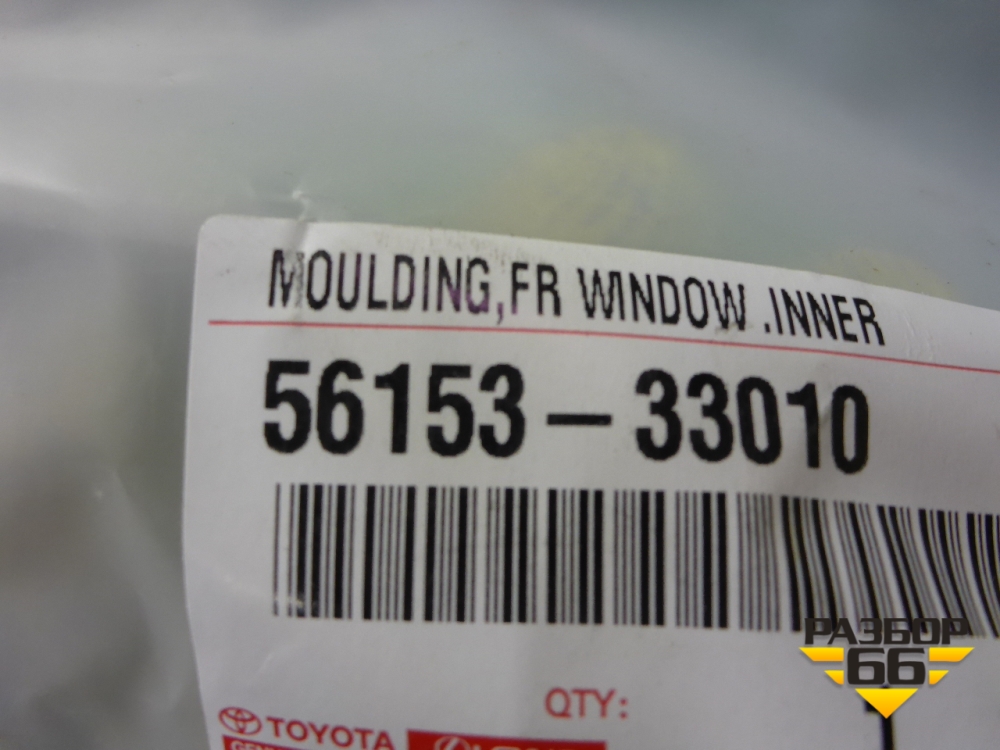 MOULDING,FR WINDOW .INNER
56153-33010
РАЗБОР
66
QTY:
TOYOTA